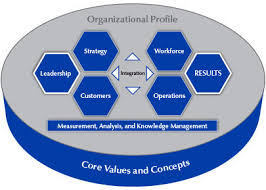 Organizational Profile
Strategy
Workforce
Leadership
Integration
RESULTS
Customers
Operations
Measurement, Analysis, and Knowledge Management
Core Values and Concepts